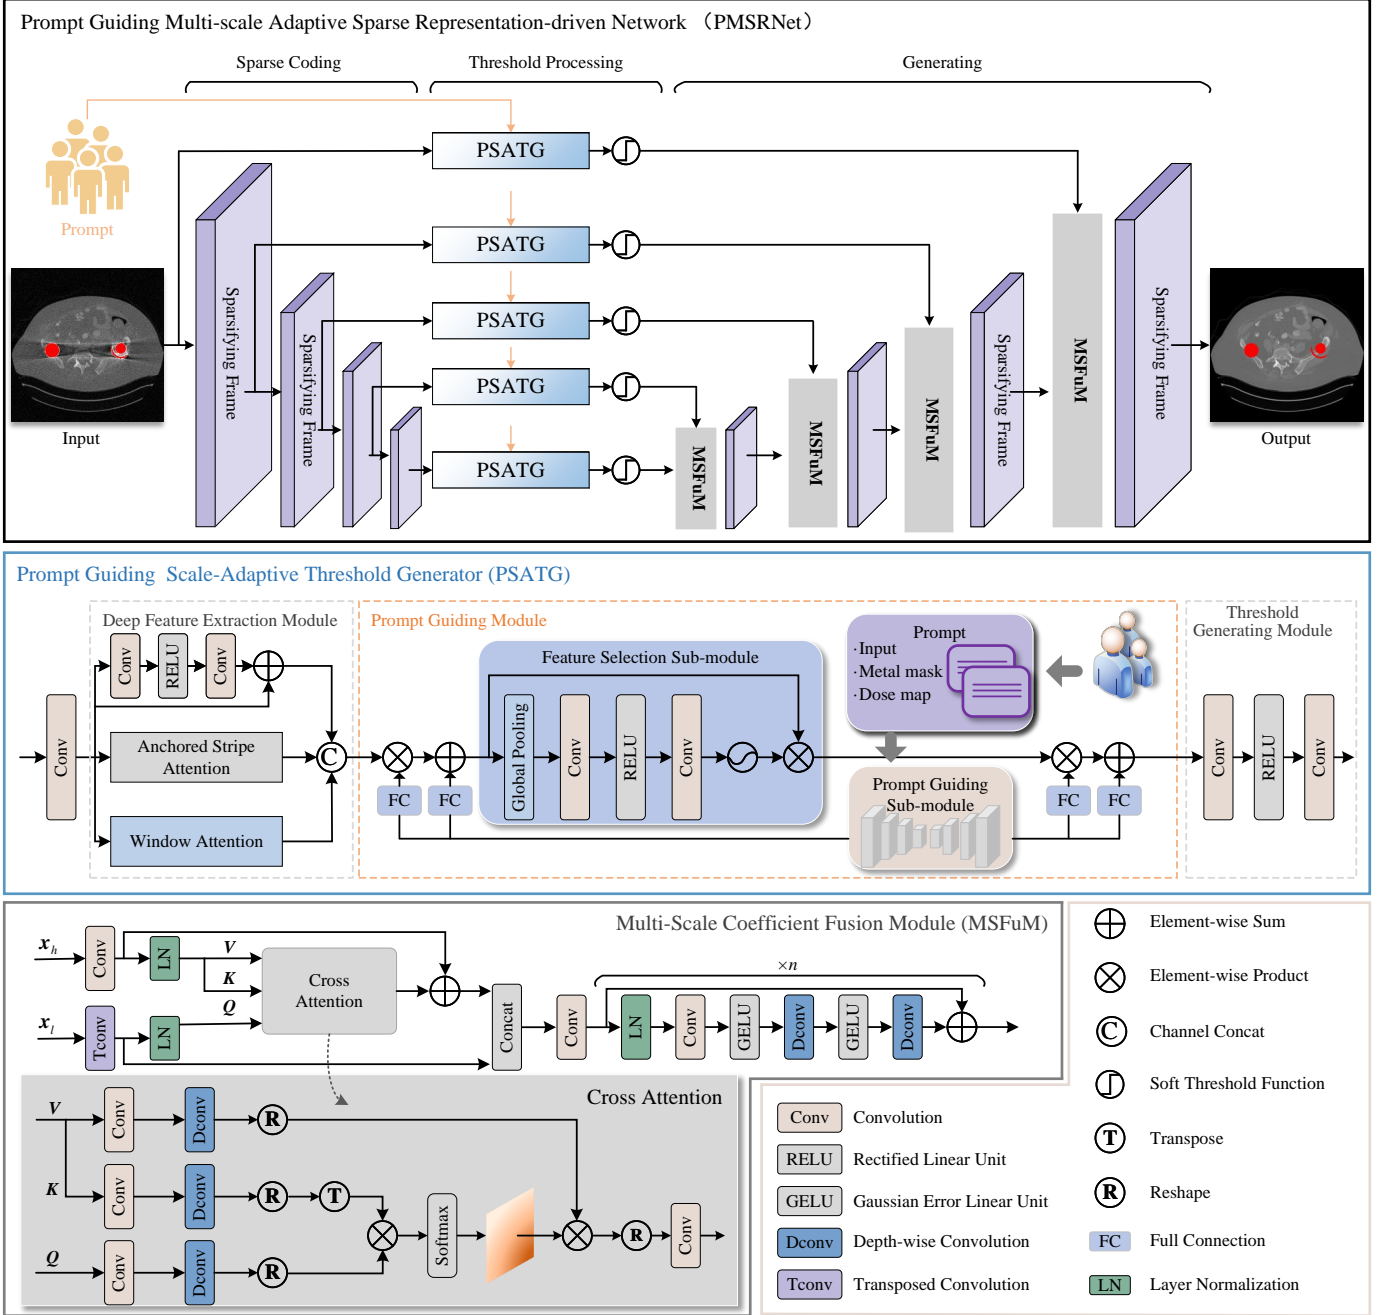 Prompt Guiding Multi-scale Adaptive Sparse Representation-driven Network （PMSRNet）
Sparse Coding
Threshold Processing
Generating
Prompt
Input
Sparsifying Frame
Sparsifying Frame
PSATG
PSATG
PSATG
PSATG
PSATG
MSFuM
MSFuM
MSFuM
Sparsifying Frame
MSFuM
Sparsifying Frame
Output
Prompt Guiding Scale-Adaptive Threshold Generator (PSATG)
Deep Feature Extraction Module
Conv
Conv
RELU
Conv
Anchored Stripe
Attention
Window Attention
C
Prompt Guiding Module
FC
FC
Feature Selection Sub-module
Global Pooling
Conv
RELU
Conv
Prompt
·Input
·Metal mask
·Dose map
Prompt Guiding
Sub-module
FC
FC
Threshold
Generating Module
Conv
RELU
Conv
Multi-Scale Coefficient Fusion Module (MSFuM)
x_h
Conv
LN
V
K
Q
x_l
Tconv
LN
Cross
Attention
Concat
Conv
×n
LN
Conv
GELU
Dconv
GELU
Dconv
Cross Attention
V
Conv
Dconv
R
K
Conv
Dconv
R
T
Q
Conv
Dconv
R
Softmax
R
Conv
Conv Convolution
RELU Rectified Linear Unit
GELU Gaussian Error Linear Unit
Dconv Depth-wise Convolution
Tconv Transposed Convolution
Element-wise Sum
Element-wise Product
C Channel Concat
Soft Threshold Function
T Transpose
R Reshape
FC Full Connection
LN Layer Normalization